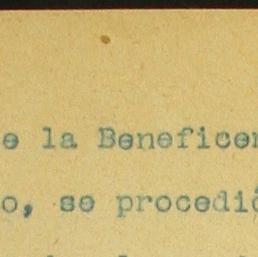 e la Beneficen
o, se procedió